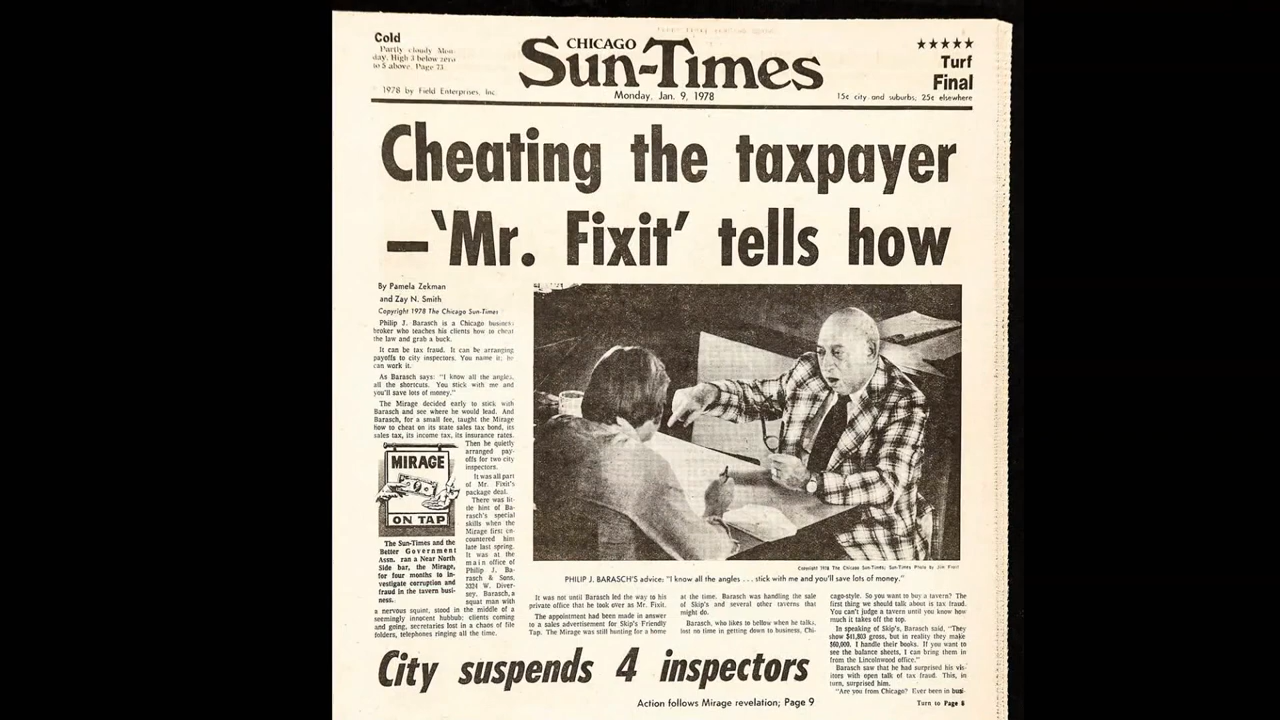 Cold
Partly cloudy Mon
day, High 3 below zero
to 5 above. Page 73.
1978 by Field Enterprises, Inc.
CHICAGO
Sun-Times
Monday, Jan. 9, 1978
★★★★★
Turf
Final
15¢ city and suburbs, 25¢ elsewhere
Cheating the taxpayer
—'Mr. Fixit' tells how
By Pamela Zekman
and Zay N. Smith
Copyright 1978 The Chicago Sun-Times
Philip J. Barasch is a Chicago business
broker who teaches his clients how to cheat
the law and grab a buck.
It can be tax fraud. It can be arranging
payoffs to city inspectors. You name it; he
can work it.
As Barasch says: "I know all the angles,
all the shortcuts. You stick with me and
you'll save lots of money."
The Mirage decided early to stick with
Barasch and see where he would lead. And
Barasch, for a small fee, taught the Mirage
how to cheat on its state sales tax bond, its
sales tax, its income tax, its insurance rates.
Then he quietly
arranged pay-
offs for two city
inspectors.
It was all part
of Mr. Fixit's
package deal.
There was lit-
tle hint of Ba-
rasch's special
skills when the
Mirage first en-
countered him
late last spring.
It was at the
main office of
Philip J. Ba-
rasch & Sons,
3324 W. Diver-
sey. Barasch, a
squat man with
MIRAGE
ON TAP
The Sun-Times and the
Better Government
Assn. ran a Near North
Side bar, the Mirage,
for four months to in-
vestigate corruption and
fraud in the tavern busi-
ness.
a nervous squint, stood in the middle of a
seemingly innocent hubbub: clients coming
and going, secretaries lost in a chaos of file
folders, telephones ringing all the time.
Copyright 1978 The Chicago Sun-Times; Sun-Times Photo by Jim Frost
PHILIP J. BARASCH'S advice: "I know all the angles . . . stick with me and you'll save lots of money."
It was not until Barasch led the way to his
private office that he took over as Mr. Fixit.
The appointment had been made in answer
to a sales advertisement for Skip's Friendly
Tap. The Mirage was still hunting for a home
at the time. Barasch was handling the sale
of Skip's and several other taverns that
might do.
Barasch, who likes to bellow when he talks,
lost no time in getting down to business, Chi-
cago-style. So you want to buy a tavern? The
first thing we should talk about is tax fraud.
You can't judge a tavern until you know how
much it takes off the top.
In speaking of Skip's, Barasch said, "They
show $41,803 gross, but in reality they make
$60,000. I handle their books. If you want to
see the balance sheets, I can bring them in
from the Lincolnwood office."
Barasch saw that he had surprised his vis-
itors with open talk of tax fraud. This, in
turn, surprised him.
"Are you from Chicago? Ever been in busi-
Turn to Page 8
City suspends 4 inspectors
Action follows Mirage revelation; Page 9